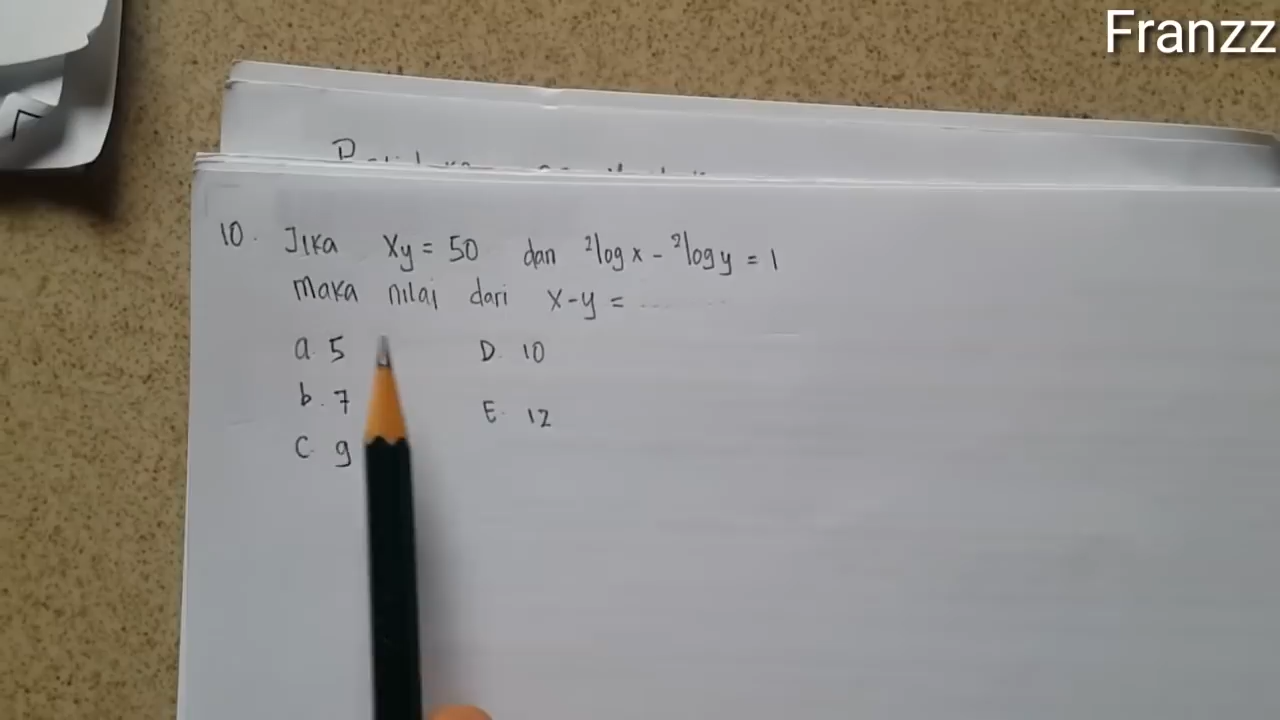 Franzz
10. Jika xy = 50 dan ²log x - ²log y = 1
maka nilai dari x-y = ........
a. 5 D. 10
b. 7 E. 12
C. 9